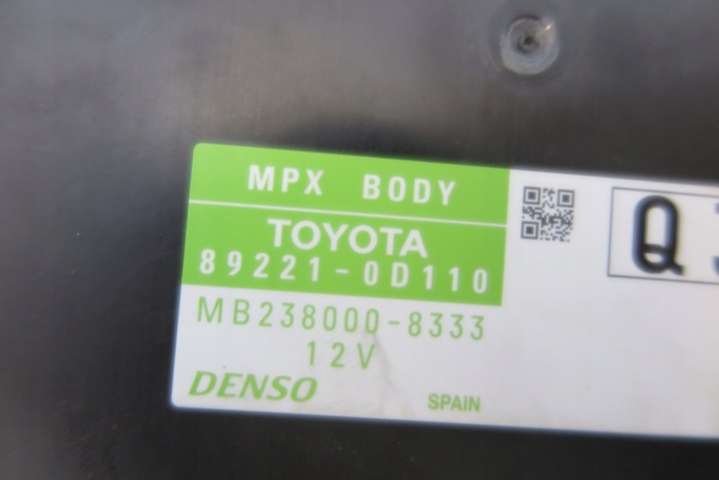 MPX BODY
TOYOTA
89221-0D110
MB238000-8333
12V
DENSO
SPAIN
Q